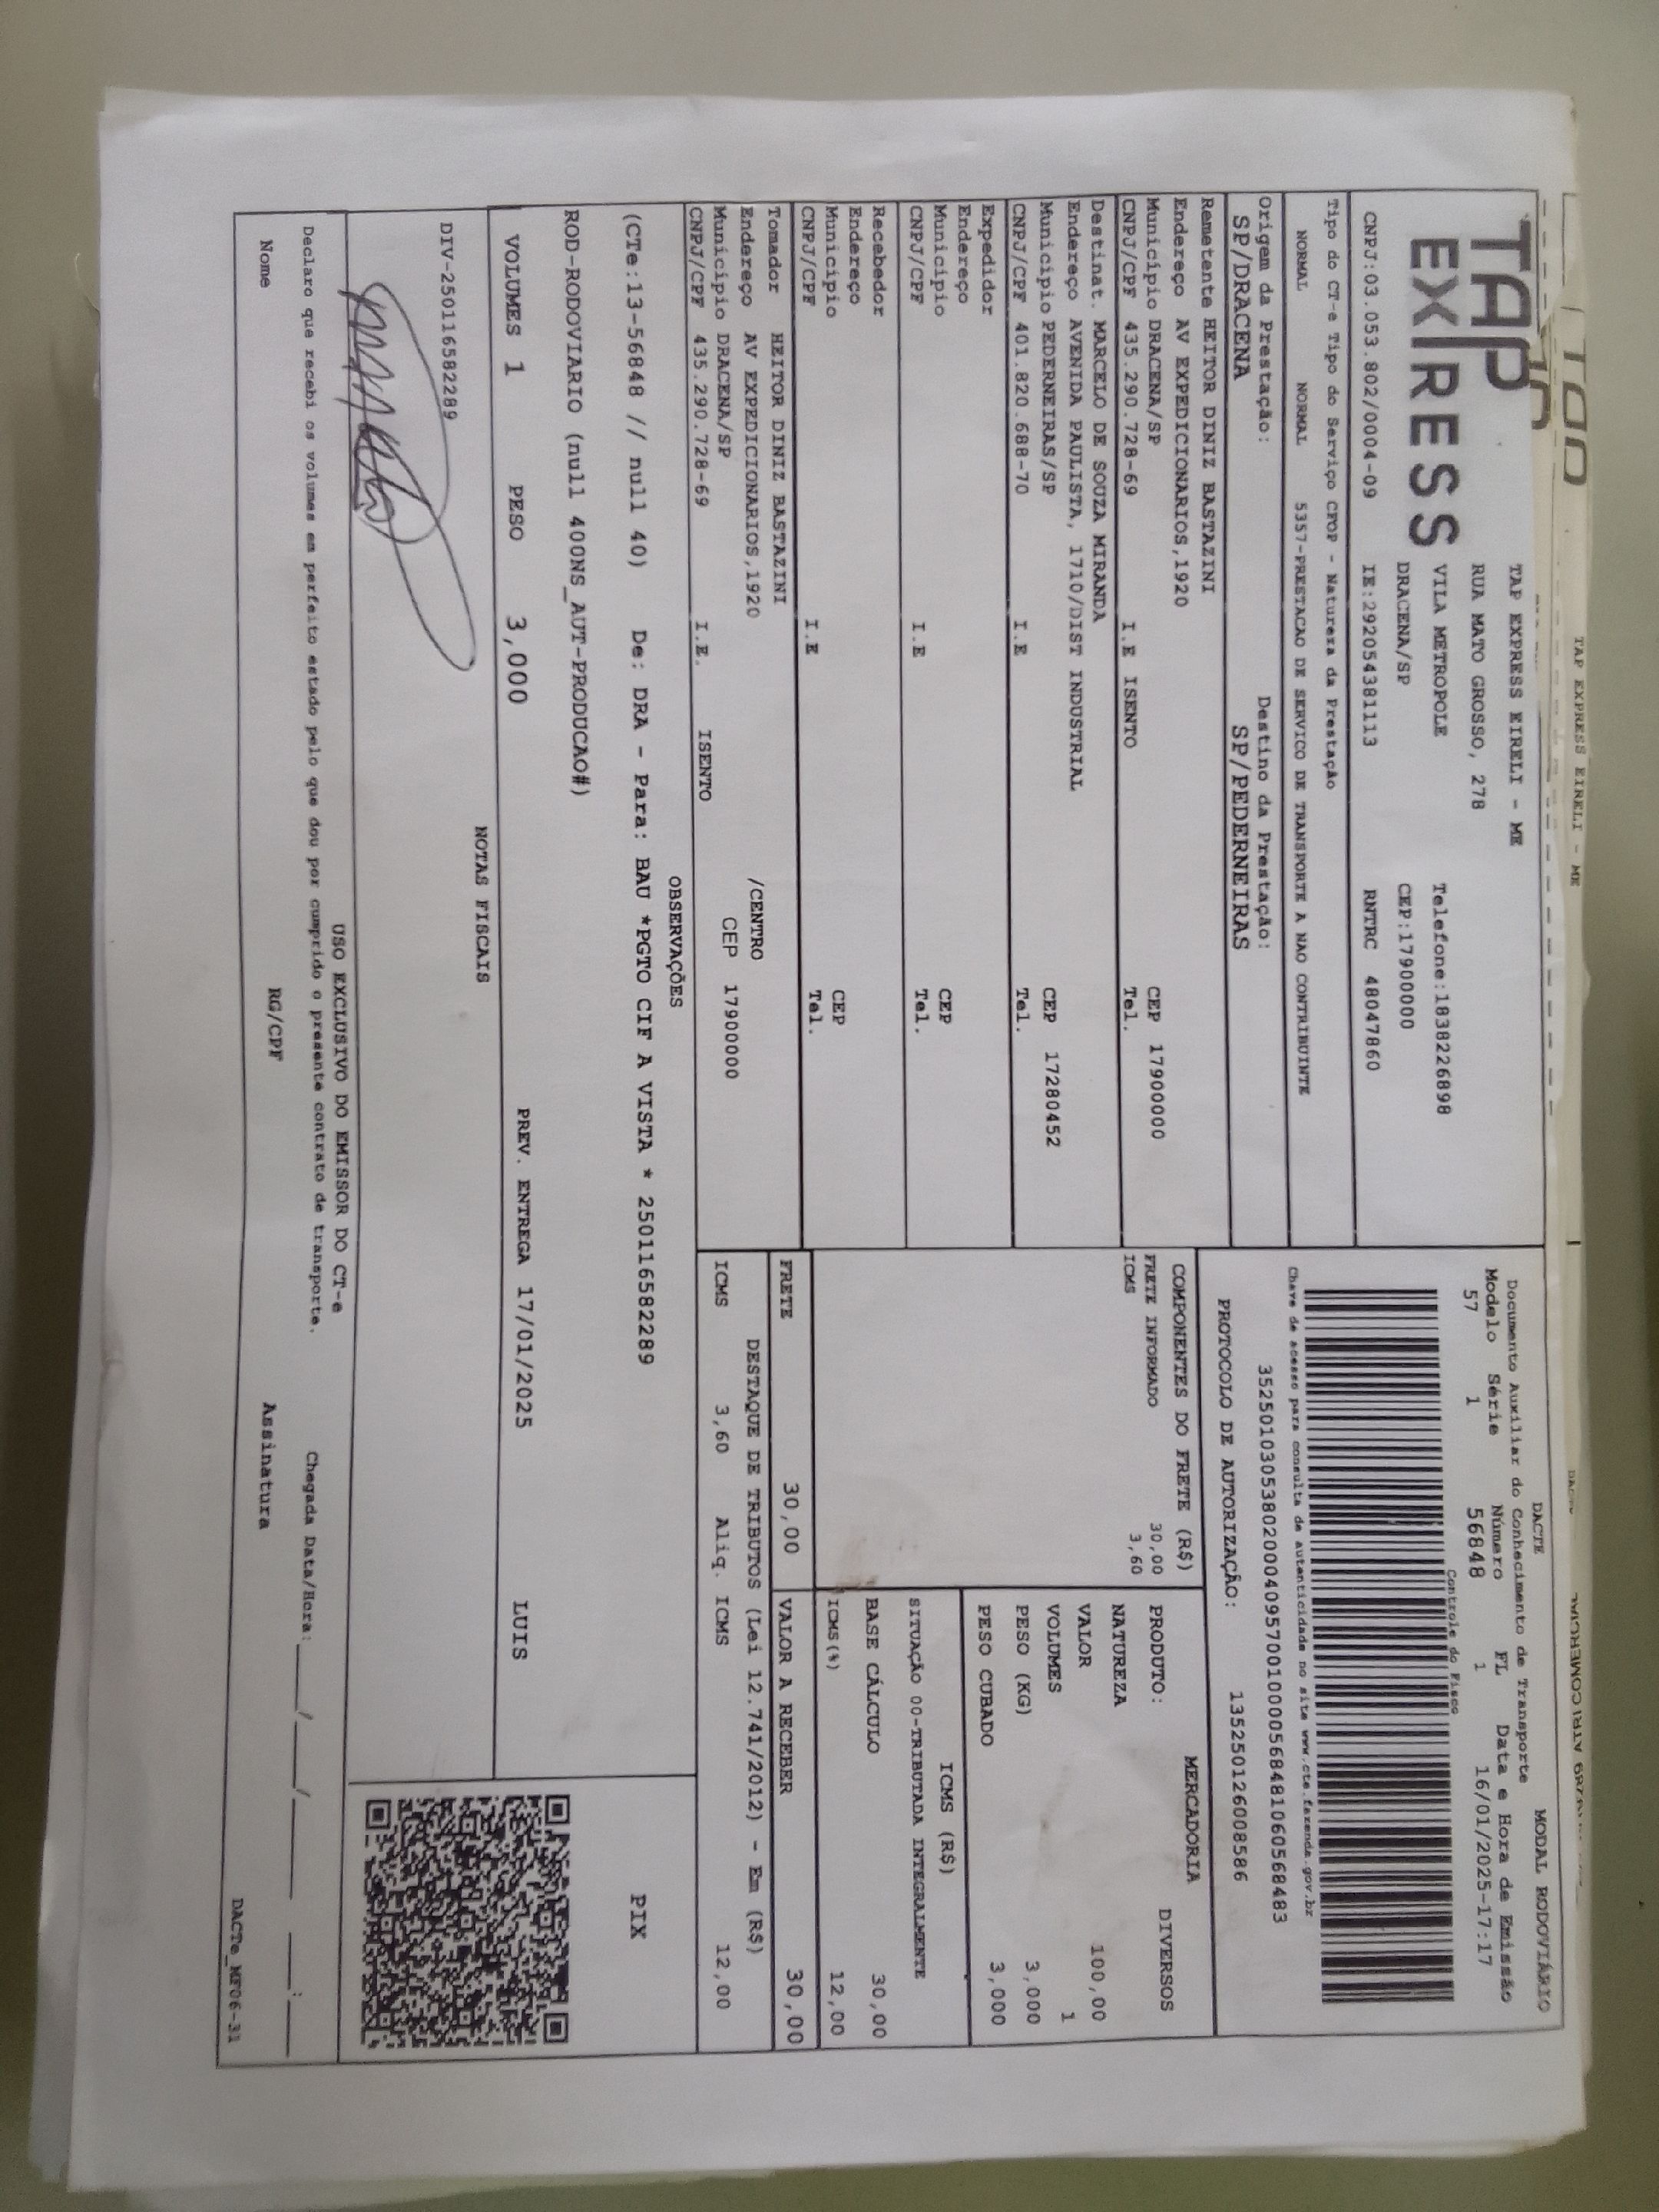 TAP EXPRESS EIRELI - ME
TAP
EXPRESS
TAP EXPRESS EIRELI - ME
RUA MATO GROSSO, 278
VILA METROPOLE Telefone:1838226898
DRACENA/SP CEP:17900000
CNPJ:03.053.802/0004-09 IE:292054381113 RNTRC 48047860
DACTE MODAL RODOVIÁRIO
Documento Auxiliar do Conhecimento de Transporte
Modelo Série Número FL Data e Hora de Emissão
57 1 56848 1 16/01/2025-17:17
Controle do Fisco
Chave de acesso para consulta de autenticidade no site www.cte.fazenda.gov.br
35250103053802000409570010000568481060568483
PROTOCOLO DE AUTORIZAÇÃO: 135250126008586
Tipo do CT-e Tipo do Serviço CFOP - Natureza da Prestação
NORMAL NORMAL 5357-PRESTACAO DE SERVICO DE TRANSPORTE A NAO CONTRIBUINTE
Origem da Prestação: Destino da Prestação:
SP/DRACENA SP/PEDERNEIRAS
Remetente HEITOR DINIZ BASTAZINI
Endereço AV EXPEDICIONARIOS,1920
Município DRACENA/SP CEP 17900000
CNPJ/CPF 435.290.728-69 I.E ISENTO Tel.
Destinat. MARCELO DE SOUZA MIRANDA
Endereço AVENIDA PAULISTA, 1710/DIST INDUSTRIAL
Município PEDERNEIRAS/SP CEP 17280452
CNPJ/CPF 401.820.688-70 I.E Tel.
Expedidor
Endereço
Município CEP
CNPJ/CPF I.E Tel.
Recebedor
Endereço
Município CEP
CNPJ/CPF I.E Tel.
Tomador HEITOR DINIZ BASTAZINI
Endereço AV EXPEDICIONARIOS,1920 /CENTRO
Município DRACENA/SP CEP 17900000
CNPJ/CPF 435.290.728-69 I.E. ISENTO
COMPONENTES DO FRETE (R$)
FRETE INFORMADO 30,00
ICMS 3,60
MERCADORIA
PRODUTO: DIVERSOS
NATUREZA
VALOR 100,00
VOLUMES 1
PESO (KG) 3,000
PESO CUBADO 3,000
ICMS (R$)
SITUAÇÃO 00-TRIBUTADA INTEGRALMENTE
BASE CÁLCULO 30,00
ICMS(%) 12,00
FRETE 30,00 VALOR A RECEBER 30,00
DESTAQUE DE TRIBUTOS (Lei 12.741/2012) - Em (R$)
ICMS 3,60 Aliq. ICMS 12,00
OBSERVAÇÕES
(CTe:13-56848 // null 40) De: DRA - Para: BAU *PGTO CIF A VISTA * 250116582289
ROD-RODOVIARIO (null 400NS_AUT-PRODUCAO#)
PIX
VOLUMES 1 PESO 3,000 PREV. ENTREGA 17/01/2025 LUIS
NOTAS FISCAIS
DIV-250116582289
USO EXCLUSIVO DO EMISSOR DO CT-e
Declaro que recebi os volumes em perfeito estado pelo que dou por cumprido o presente contrato de transporte. Chegada Data/Hora:____/____/______ ____:____
Nome RG/CPF Assinatura
DACTe_MF06-31